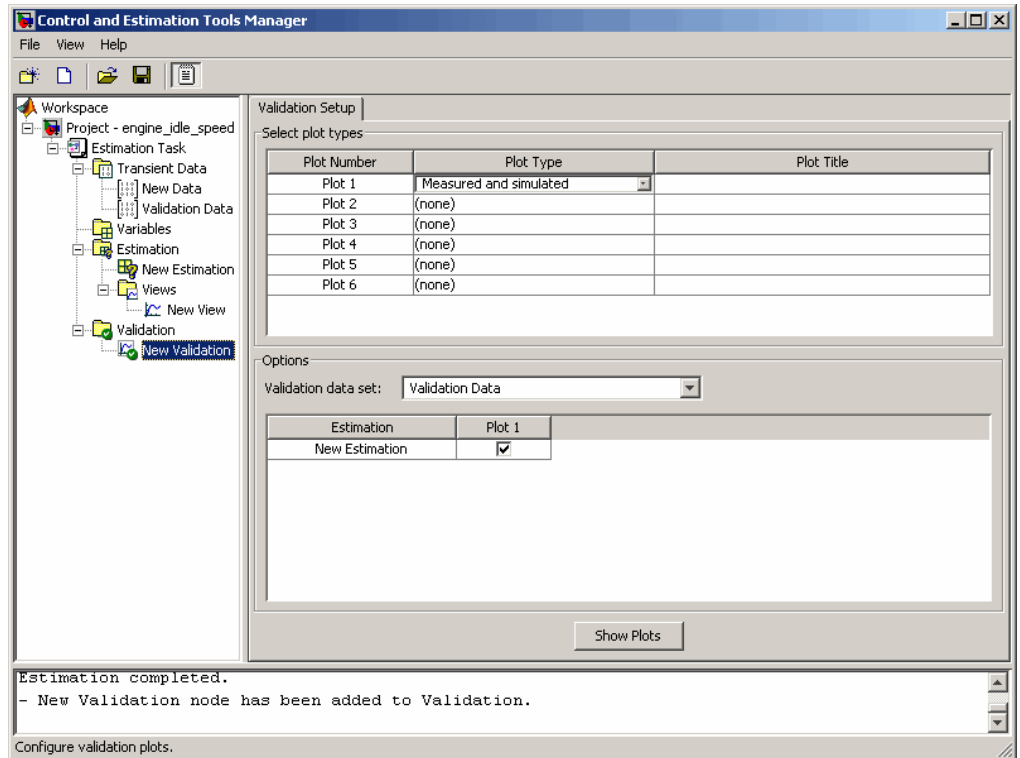 Control and Estimation Tools Manager
File View Help
Workspace
Project - engine_idle_speed
Estimation Task
Transient Data
New Data
Validation Data
Variables
Estimation
New Estimation
Views
New View
Validation
New Validation
Validation Setup
Select plot types
Plot Number Plot Type Plot Title
Plot 1 Measured and simulated
Plot 2 (none)
Plot 3 (none)
Plot 4 (none)
Plot 5 (none)
Plot 6 (none)
Options
Validation data set: Validation Data
Estimation Plot 1
New Estimation
Show Plots
Estimation completed.
- New Validation node has been added to Validation.
Configure validation plots.